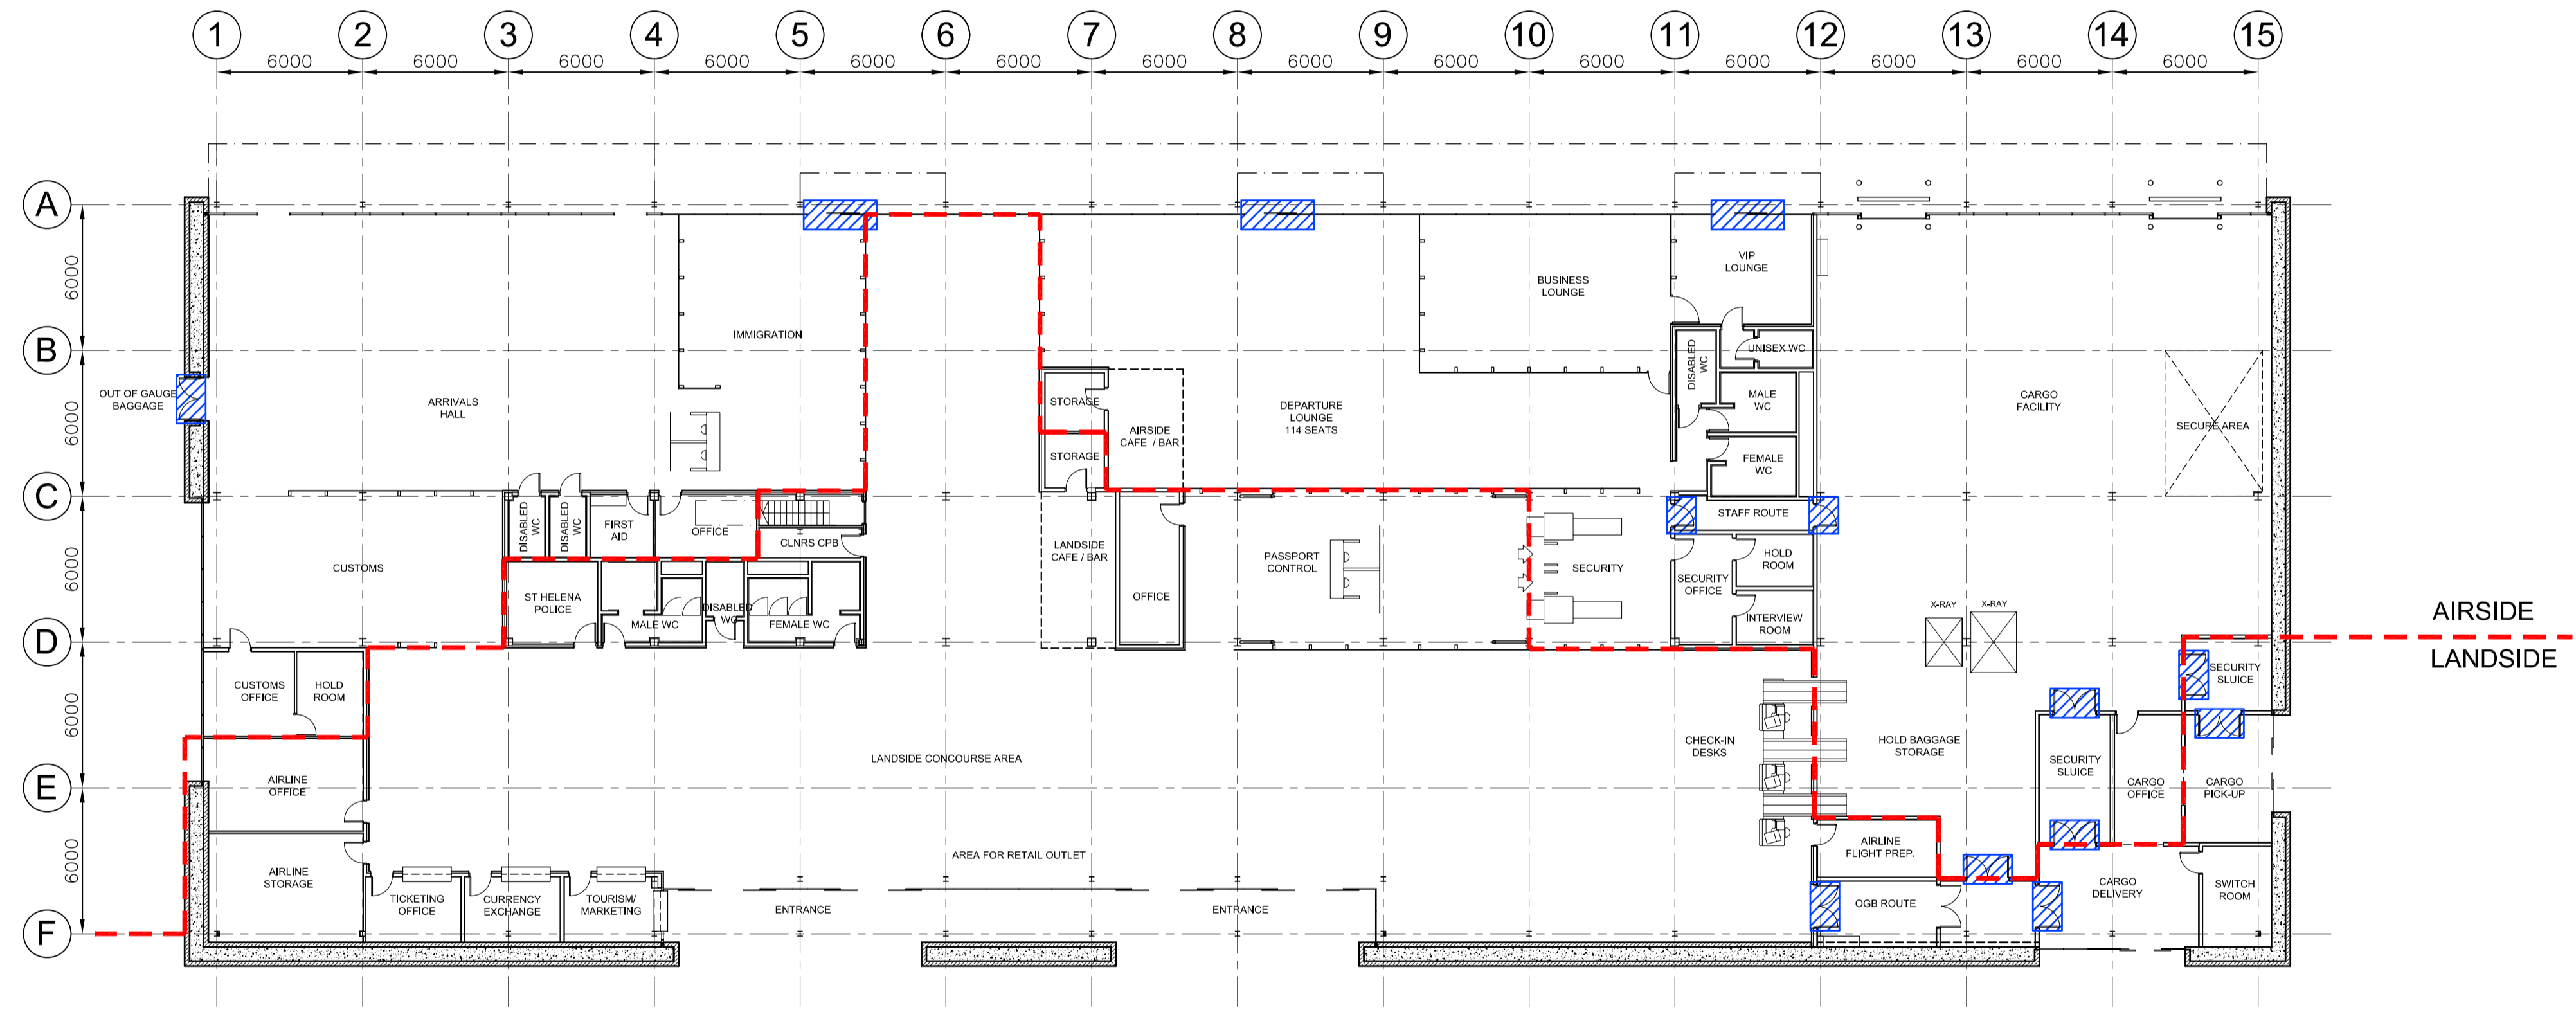 1 2 3 4 5 6 7 8 9 10 11 12 13 14 15
6000 6000 6000 6000 6000 6000 6000 6000 6000 6000 6000 6000 6000 6000
A
6000
B
6000
C
6000
D
6000
E
6000
F
OUT OF GAUGE
BAGGAGE
ARRIVALS
HALL
IMMIGRATION
CUSTOMS
DISABLED
WC
DISABLED
WC
FIRST
AID
OFFICE
CLNRS CPB
ST HELENA
POLICE
MALE WC
DISABLED
WC
FEMALE WC
CUSTOMS
OFFICE
HOLD
ROOM
AIRLINE
OFFICE
AIRLINE
STORAGE
TICKETING
OFFICE
CURRENCY
EXCHANGE
TOURISM/
MARKETING
ENTRANCE
LANDSIDE CONCOURSE AREA
AREA FOR RETAIL OUTLET
ENTRANCE
STORAGE
STORAGE
AIRSIDE
CAFE / BAR
LANDSIDE
CAFE / BAR
OFFICE
DEPARTURE
LOUNGE
114 SEATS
PASSPORT
CONTROL
SECURITY
BUSINESS
LOUNGE
VIP
LOUNGE
UNISEX WC
DISABLED
WC
MALE
WC
FEMALE
WC
STAFF ROUTE
SECURITY
OFFICE
HOLD
ROOM
INTERVIEW
ROOM
CHECK-IN
DESKS
CARGO
FACILITY
SECURE AREA
X-RAY
X-RAY
HOLD BAGGAGE
STORAGE
AIRLINE
FLIGHT PREP.
OGB ROUTE
SECURITY
SLUICE
CARGO
OFFICE
SECURITY
SLUICE
CARGO
PICK-UP
CARGO
DELIVERY
SWITCH
ROOM
AIRSIDE
LANDSIDE